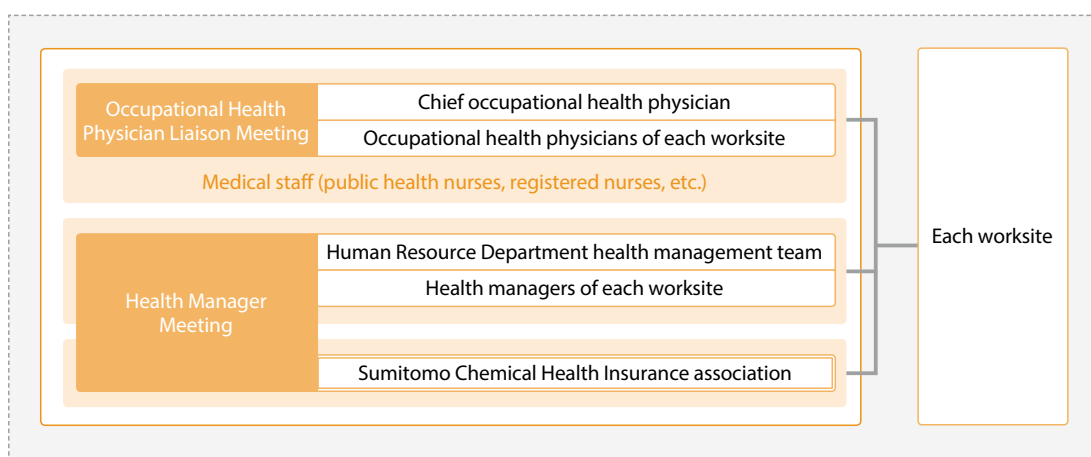 Occupational Health
Physician Liaison Meeting
Chief occupational health physician
Occupational health physicians of each worksite
Medical staff (public health nurses, registered nurses, etc.)
Health Manager
Meeting
Human Resource Department health management team
Health managers of each worksite
Sumitomo Chemical Health Insurance association
Each worksite